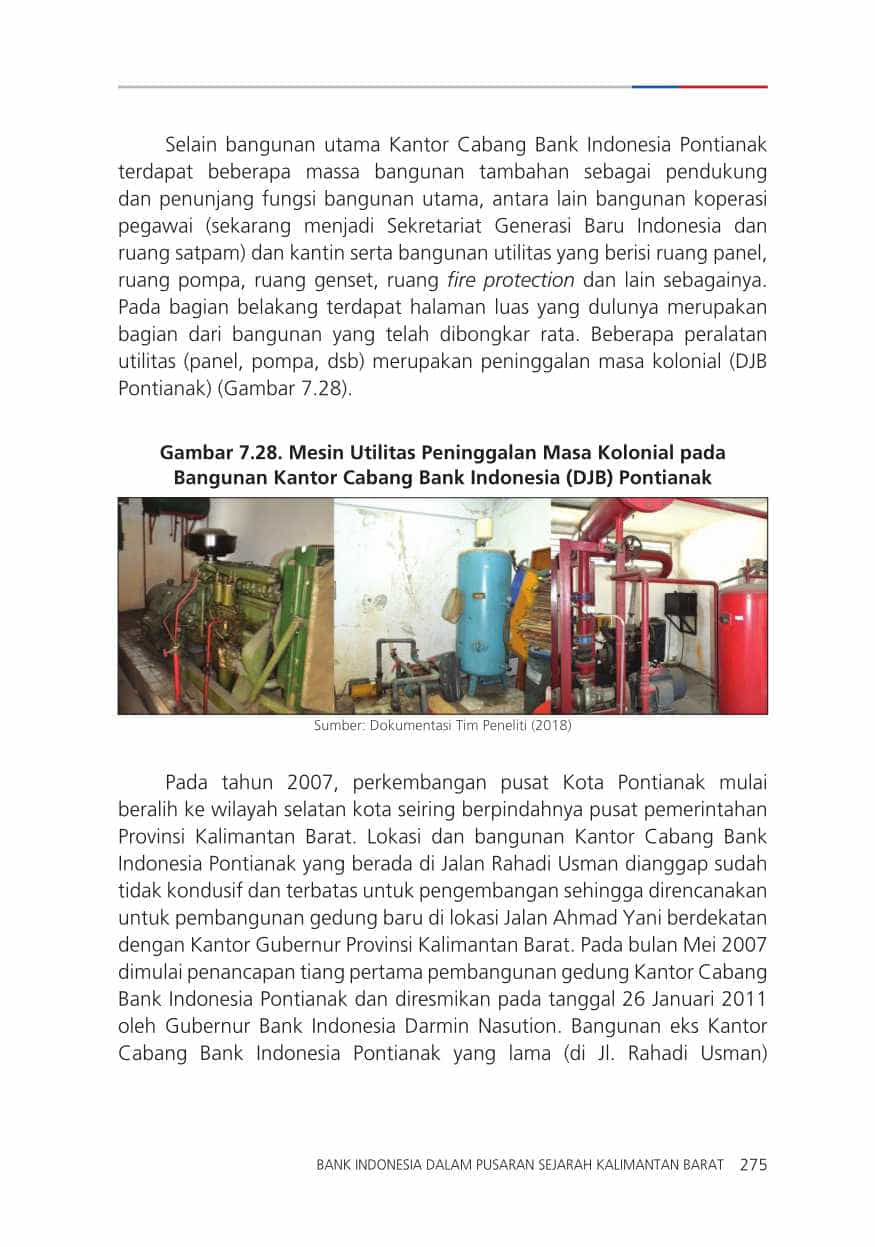 Selain bangunan utama Kantor Cabang Bank Indonesia Pontianak
terdapat beberapa massa bangunan tambahan sebagai pendukung
dan penunjang fungsi bangunan utama, antara lain bangunan koperasi
pegawai (sekarang menjadi Sekretariat Generasi Baru Indonesia dan
ruang satpam) dan kantin serta bangunan utilitas yang berisi ruang panel,
ruang pompa, ruang genset, ruang fire protection dan lain sebagainya.
Pada bagian belakang terdapat halaman luas yang dulunya merupakan
bagian dari bangunan yang telah dibongkar rata. Beberapa peralatan
utilitas (panel, pompa, dsb) merupakan peninggalan masa kolonial (DJB
Pontianak) (Gambar 7.28).
Gambar 7.28. Mesin Utilitas Peninggalan Masa Kolonial pada
Bangunan Kantor Cabang Bank Indonesia (DJB) Pontianak
Sumber: Dokumentasi Tim Peneliti (2018)
Pada tahun 2007, perkembangan pusat Kota Pontianak mulai
beralih ke wilayah selatan kota seiring berpindahnya pusat pemerintahan
Provinsi Kalimantan Barat. Lokasi dan bangunan Kantor Cabang Bank
Indonesia Pontianak yang berada di Jalan Rahadi Usman dianggap sudah
tidak kondusif dan terbatas untuk pengembangan sehingga direncanakan
untuk pembangunan gedung baru di lokasi Jalan Ahmad Yani berdekatan
dengan Kantor Gubernur Provinsi Kalimantan Barat. Pada bulan Mei 2007
dimulai penancapan tiang pertama pembangunan gedung Kantor Cabang
Bank Indonesia Pontianak dan diresmikan pada tanggal 26 Januari 2011
oleh Gubernur Bank Indonesia Darmin Nasution. Bangunan eks Kantor
Cabang Bank Indonesia Pontianak yang lama (di Jl. Rahadi Usman)
BANK INDONESIA DALAM PUSARAN SEJARAH KALIMANTAN BARAT 275